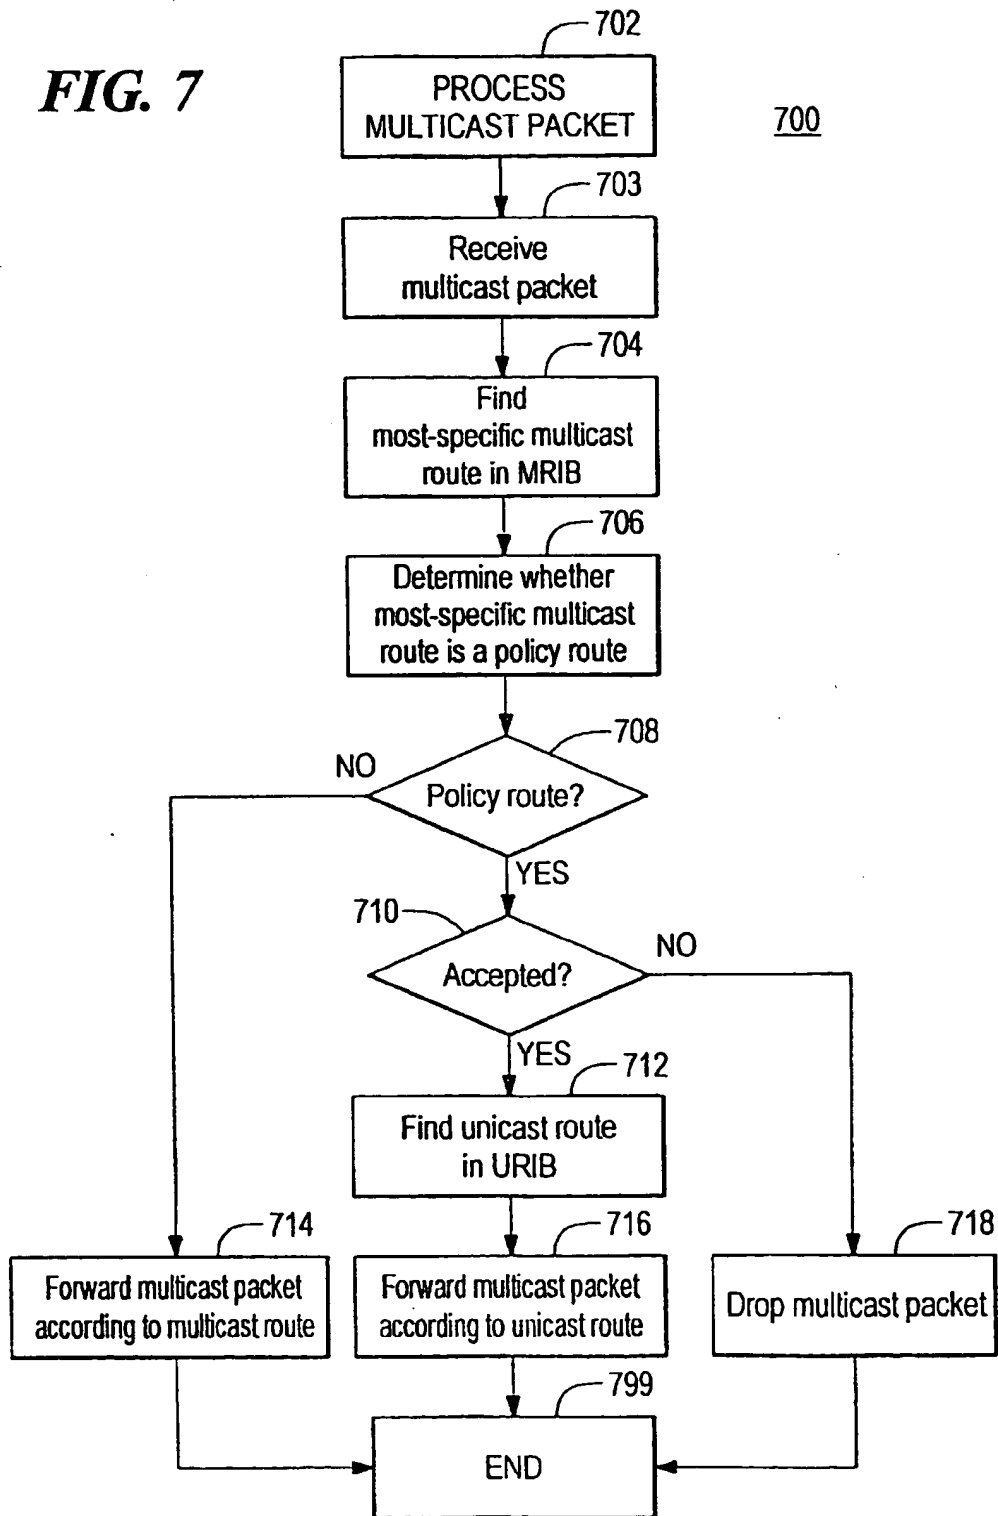 FIG. 7
700
702
PROCESS
MULTICAST PACKET
703
Receive
multicast packet
704
Find
most-specific multicast
route in MRIB
706
Determine whether
most-specific multicast
route is a policy route
708
NO
Policy route?
YES
710
NO
Accepted?
YES
712
Find unicast route
in URIB
714
Forward multicast packet
according to multicast route
716
Forward multicast packet
according to unicast route
718
Drop multicast packet
799
END